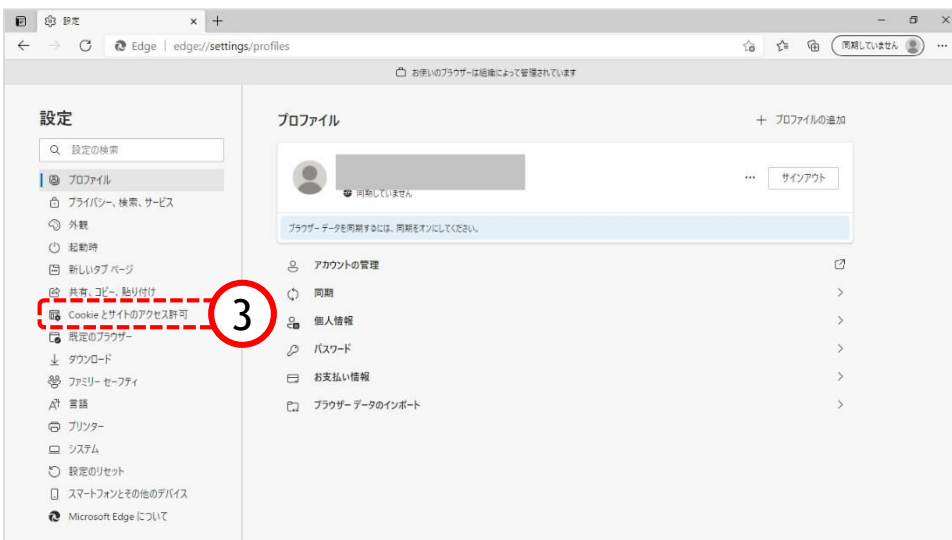 設定
Edge | edge://settings/profiles
同期していません
お使いのブラウザーは組織によって管理されています
設定
設定の検索
プロファイル
プライバシー、検索、サービス
外観
起動時
新しいタブ ページ
共有、コピー、貼り付け
Cookie とサイトのアクセス許可
3
既定のブラウザー
ダウンロード
ファミリー セーフティ
言語
プリンター
システム
設定のリセット
スマートフォンとその他のデバイス
Microsoft Edge について
プロファイル
+ プロファイルの追加
同期していません
サインアウト
ブラウザー データを同期するには、同期をオンにしてください。
アカウントの管理
同期
個人情報
パスワード
お支払い情報
ブラウザー データのインポート